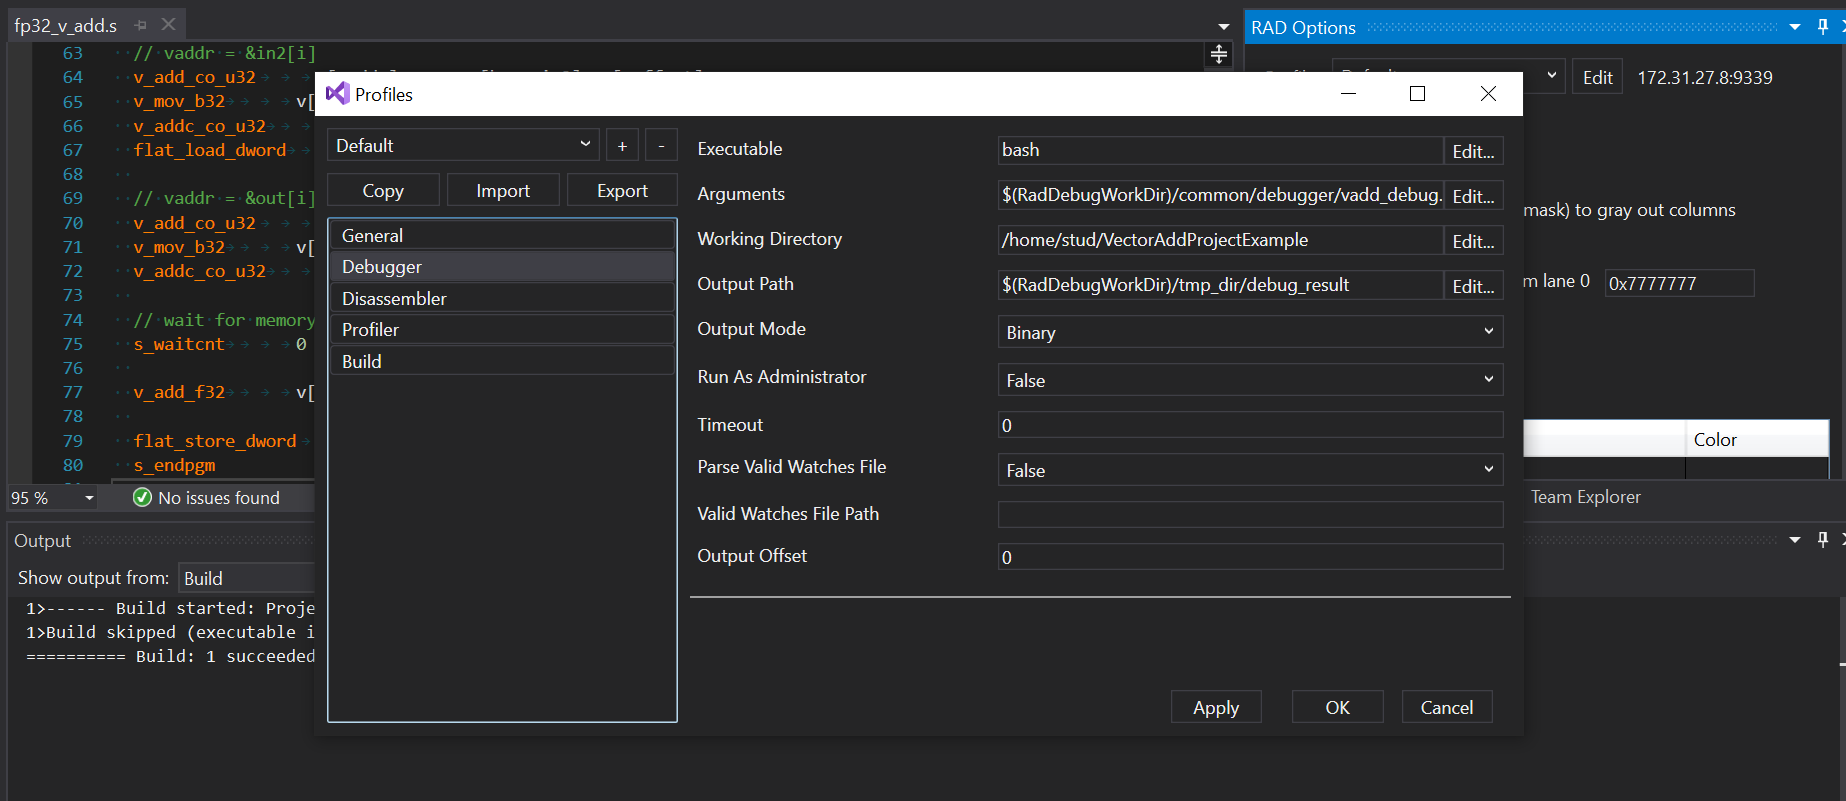 fp32_v_add.s
63 // vaddr = &in2[i]
64 v_add_co_u32
65 v_mov_b32 v[
66 v_addc_co_u32
67 flat_load_dword
68
69 // vaddr = &out[i]
70 v_add_co_u32
71 v_mov_b32 v[
72 v_addc_co_u32
73
74 // wait for memory
75 s_waitcnt 0
76
77 v_add_f32 v[
78
79 flat_store_dword
80 s_endpgm
95 %
No issues found
Output
Show output from: Build
1>------ Build started: Proje
1>Build skipped (executable i
========== Build: 1 succeeded
Profiles
Default
+
-
Copy
Import
Export
General
Debugger
Disassembler
Profiler
Build
Executable bash Edit...
Arguments $(RadDebugWorkDir)/common/debugger/vadd_debug. Edit...
Working Directory /home/stud/VectorAddProjectExample Edit...
Output Path $(RadDebugWorkDir)/tmp_dir/debug_result Edit...
Output Mode Binary
Run As Administrator False
Timeout 0
Parse Valid Watches File False
Valid Watches File Path
Output Offset 0
Apply
OK
Cancel
RAD Options
Edit 172.31.27.8:9339
mask) to gray out columns
m lane 0 0x7777777
Color
Team Explorer